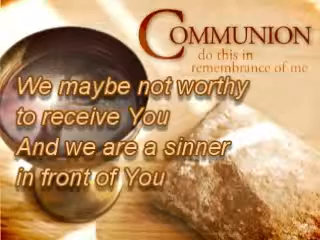 COMMUNION
do this in
remembrance of me
We maybe not worthy
to receive You
And we are a sinner
in front of You